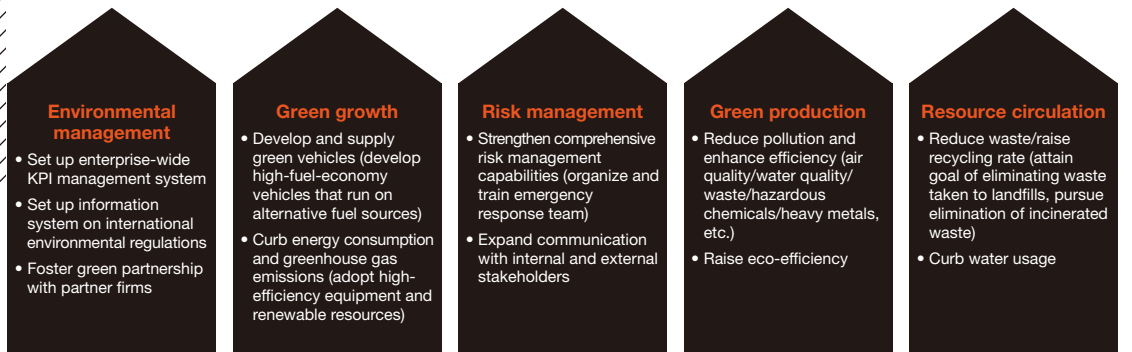 Environmental
management
• Set up enterprise-wide
KPI management system
• Set up information
system on international
environmental regulations
• Foster green partnership
with partner firms
Green growth
• Develop and supply
green vehicles (develop
high-fuel-economy
vehicles that run on
alternative fuel sources)
• Curb energy consumption
and greenhouse gas
emissions (adopt high-
efficiency equipment and
renewable resources)
Risk management
• Strengthen comprehensive
risk management
capabilities (organize and
train emergency
response team)
• Expand communication
with internal and external
stakeholders
Green production
• Reduce pollution and
enhance efficiency (air
quality/water quality/
waste/hazardous
chemicals/heavy metals,
etc.)
• Raise eco-efficiency
Resource circulation
• Reduce waste/raise
recycling rate (attain
goal of eliminating waste
taken to landfills, pursue
elimination of incinerated
waste)
• Curb water usage